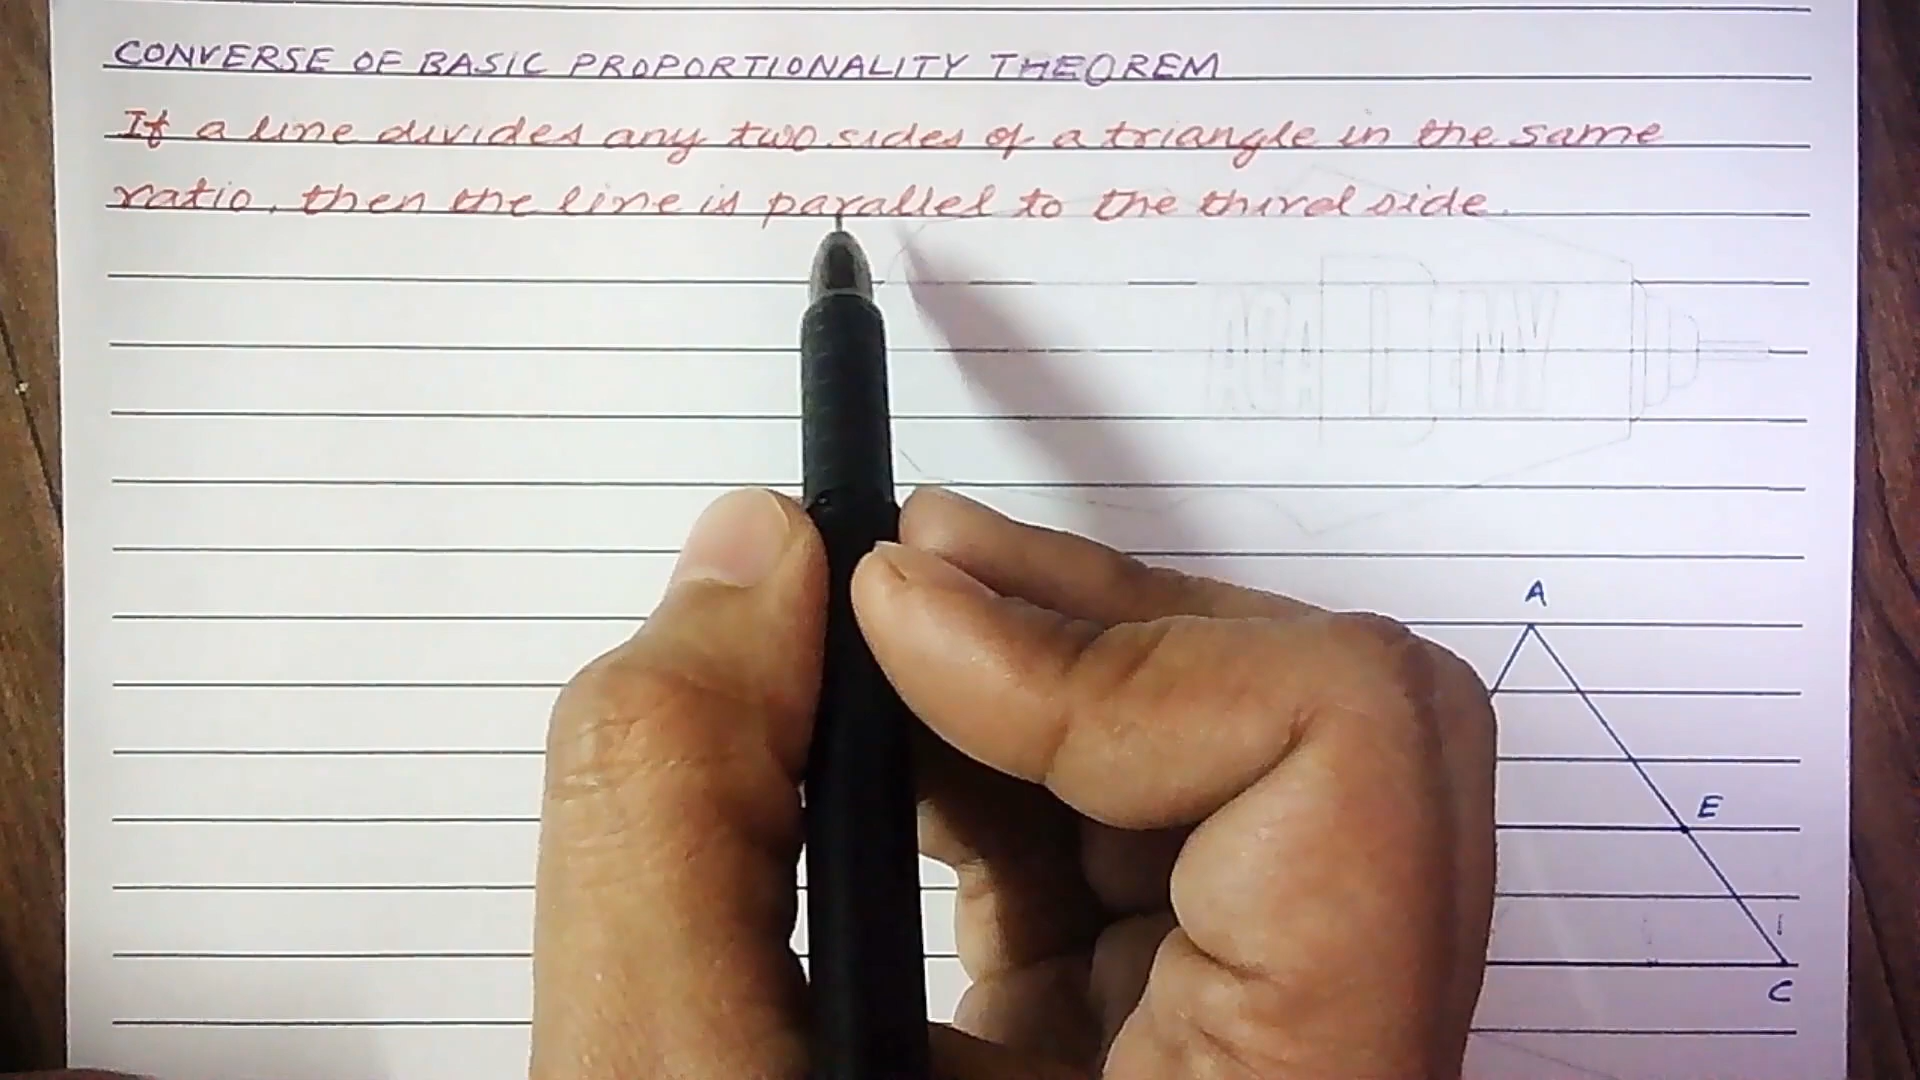 CONVERSE OF BASIC PROPORTIONALITY THEOREM
If a line divides any two sides of a triangle in the same
ratio, then the line is parallel to the third side.
ACADEMY
A
E
C